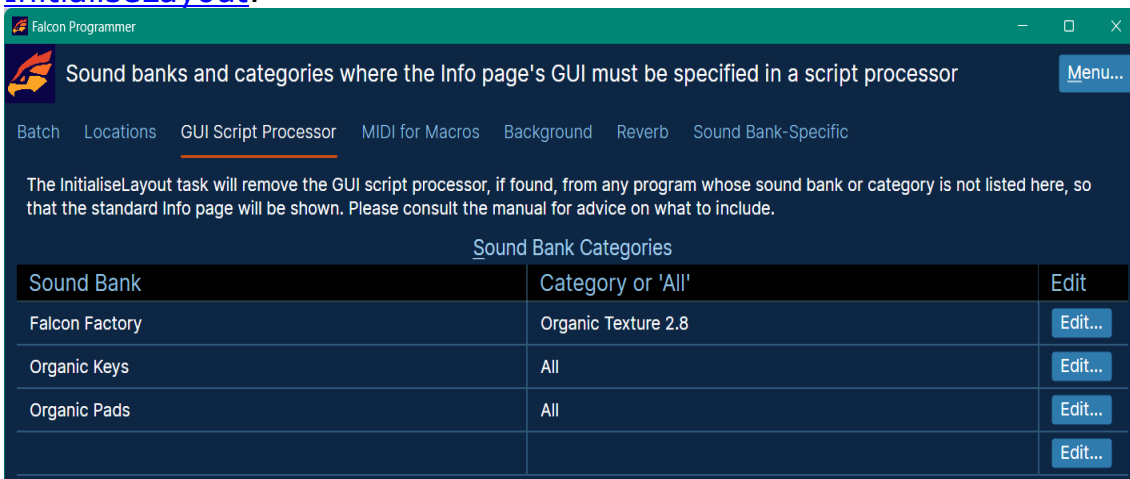 InitialiseLayout.
Falcon Programmer
Sound banks and categories where the Info page's GUI must be specified in a script processor
Menu...
Batch Locations GUI Script Processor MIDI for Macros Background Reverb Sound Bank-Specific
The InitialiseLayout task will remove the GUI script processor, if found, from any program whose sound bank or category is not listed here, so
that the standard Info page will be shown. Please consult the manual for advice on what to include.
Sound Bank Categories
Sound Bank Category or 'All' Edit
Falcon Factory Organic Texture 2.8 Edit...
Organic Keys All Edit...
Organic Pads All Edit...
Edit...